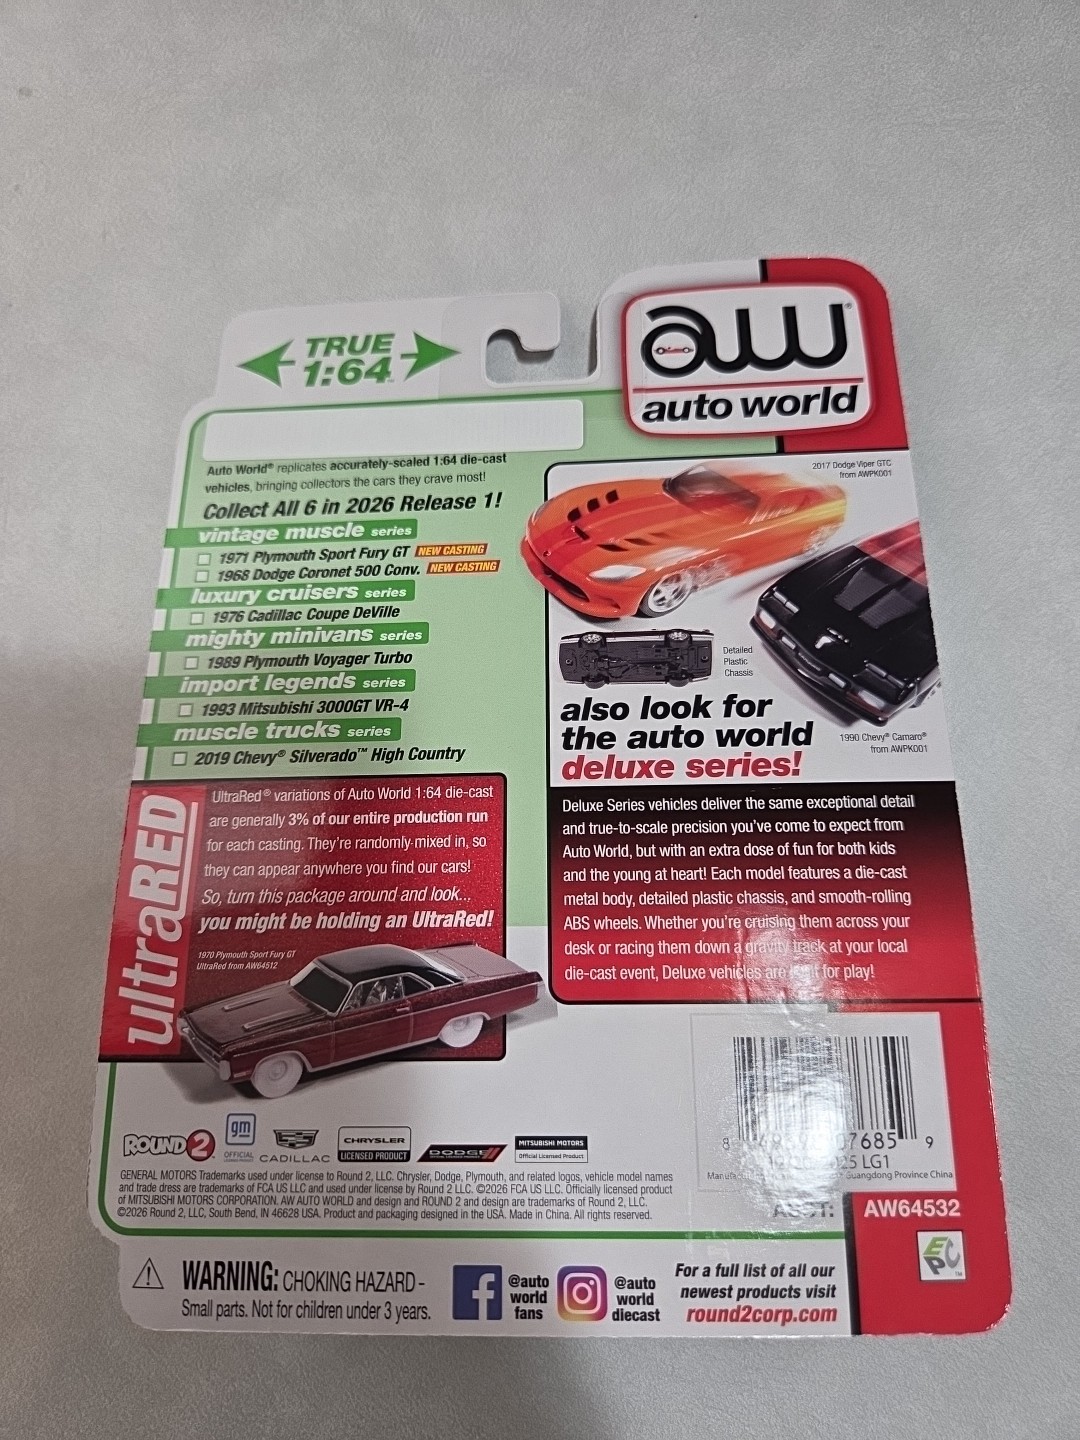 TRUE
1:64
aw
auto world
Auto World® replicates accurately-scaled 1:64 die-cast
vehicles, bringing collectors the cars they crave most!
Collect All 6 in 2026 Release 1!
vintage muscle series
1971 Plymouth Sport Fury GT NEW CASTING
1968 Dodge Coronet 500 Conv. NEW CASTING
luxury cruisers series
1976 Cadillac Coupe DeVille
mighty minivans series
1989 Plymouth Voyager Turbo
import legends series
1993 Mitsubishi 3000GT VR-4
muscle trucks series
2019 Chevy® Silverado™ High Country
2017 Dodge Viper GTC
from AWPK001
Detailed
Plastic
Chassis
1990 Chevy® Camaro®
from AWPK001
also look for
the auto world
deluxe series!
Deluxe Series vehicles deliver the same exceptional detail
and true-to-scale precision you've come to expect from
Auto World, but with an extra dose of fun for both kids
and the young at heart! Each model features a die-cast
metal body, detailed plastic chassis, and smooth-rolling
ABS wheels. Whether you're cruising them across your
desk or racing them down a gravity track at your local
die-cast event, Deluxe vehicles are for play!
ultraRED®
UltraRed® variations of Auto World 1:64 die-cast
are generally 3% of our entire production run
for each casting. They're randomly mixed in, so
they can appear anywhere you find our cars!
So, turn this package around and look...
you might be holding an UltraRed!
1970 Plymouth Sport Fury GT
UltraRed from AW64512
ROUND 2
gm
OFFICIAL
CADILLAC
CHRYSLER
LICENSED PRODUCT
DODGE
MITSUBISHI MOTORS
Official Licensed Product
GENERAL MOTORS Trademarks used under license to Round 2, LLC. Chrysler, Dodge, Plymouth, and related logos, vehicle model names
and trade dress are trademarks of FCA US LLC and used under license by Round 2 LLC. ©2026 FCA US LLC. Officially licensed product
of MITSUBISHI MOTORS CORPORATION. AW AUTO WORLD and design and ROUND 2 and design are trademarks of Round 2, LLC.
©2026 Round 2, LLC, South Bend, IN 46628 USA. Product and packaging designed in the USA. Made in China. All rights reserved.
8 7685 9
25 LG1
Guangdong Province China
ASST: AW64532
EPC
WARNING: CHOKING HAZARD -
Small parts. Not for children under 3 years.
@auto
world
fans
@auto
world
diecast
For a full list of all our
newest products visit
round2corp.com